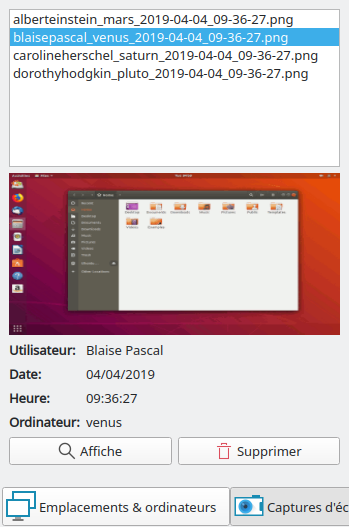 alberteinstein_mars_2019-04-04_09-36-27.png
blaisepascal_venus_2019-04-04_09-36-27.png
carolineherschel_saturn_2019-04-04_09-36-27.png
dorothyhodgkin_pluto_2019-04-04_09-36-27.png
Utilisateur: Blaise Pascal
Date: 04/04/2019
Heure: 09:36:27
Ordinateur: venus
Affiche
Supprimer
Emplacements & ordinateurs
Captures d'éc